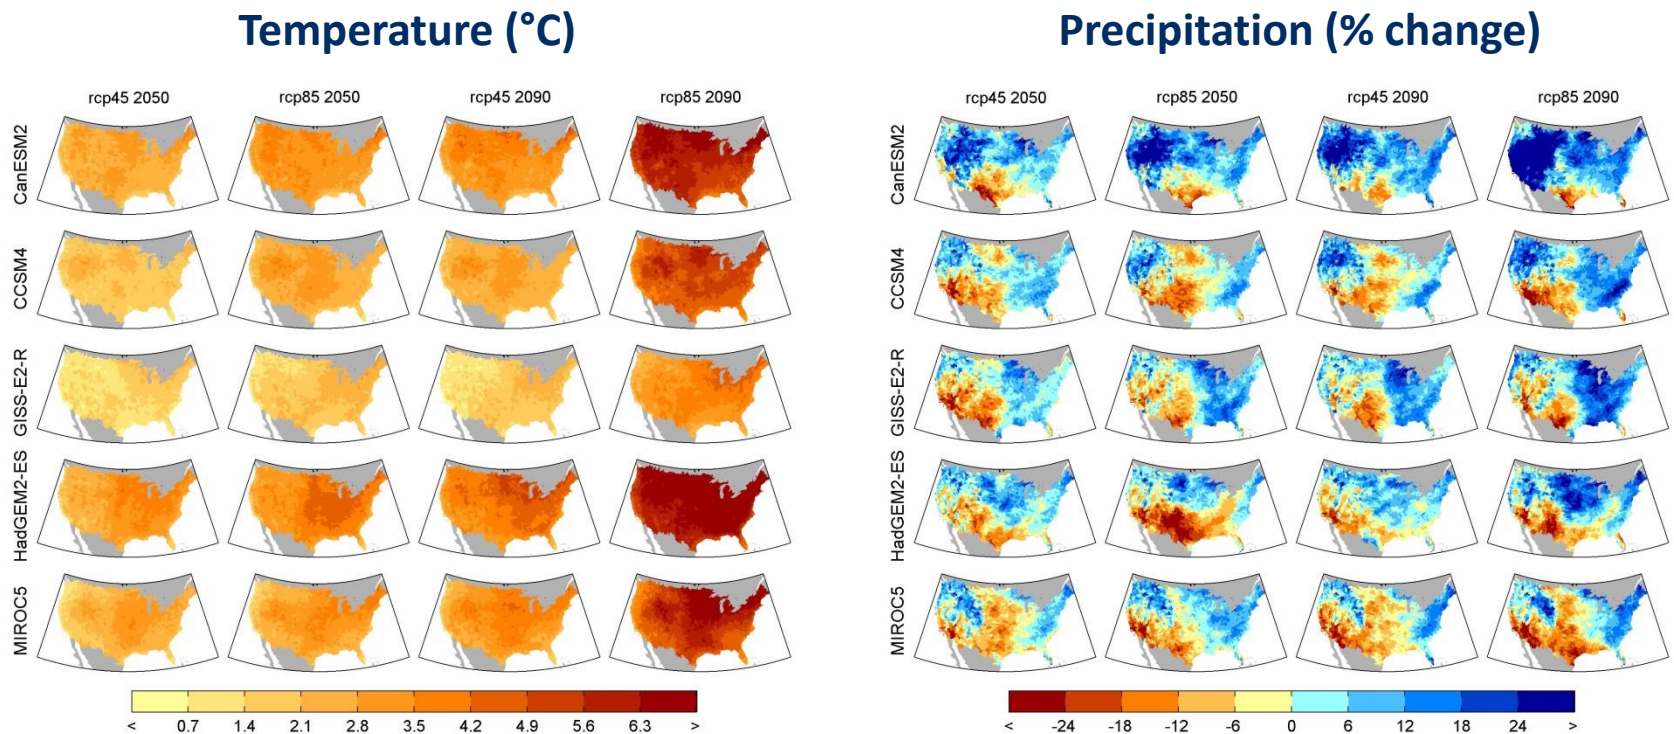 Temperature (°C)
rcp45 2050 rcp85 2050 rcp45 2090 rcp85 2090
CanESM2
CCSM4
GISS-E2-R
HadGEM2-ES
MIROC5
< 0.7 1.4 2.1 2.8 3.5 4.2 4.9 5.6 6.3 >
Precipitation (% change)
rcp45 2050 rcp85 2050 rcp45 2090 rcp85 2090
CanESM2
CCSM4
GISS-E2-R
HadGEM2-ES
MIROC5
< -24 -18 -12 -6 0 6 12 18 24 >